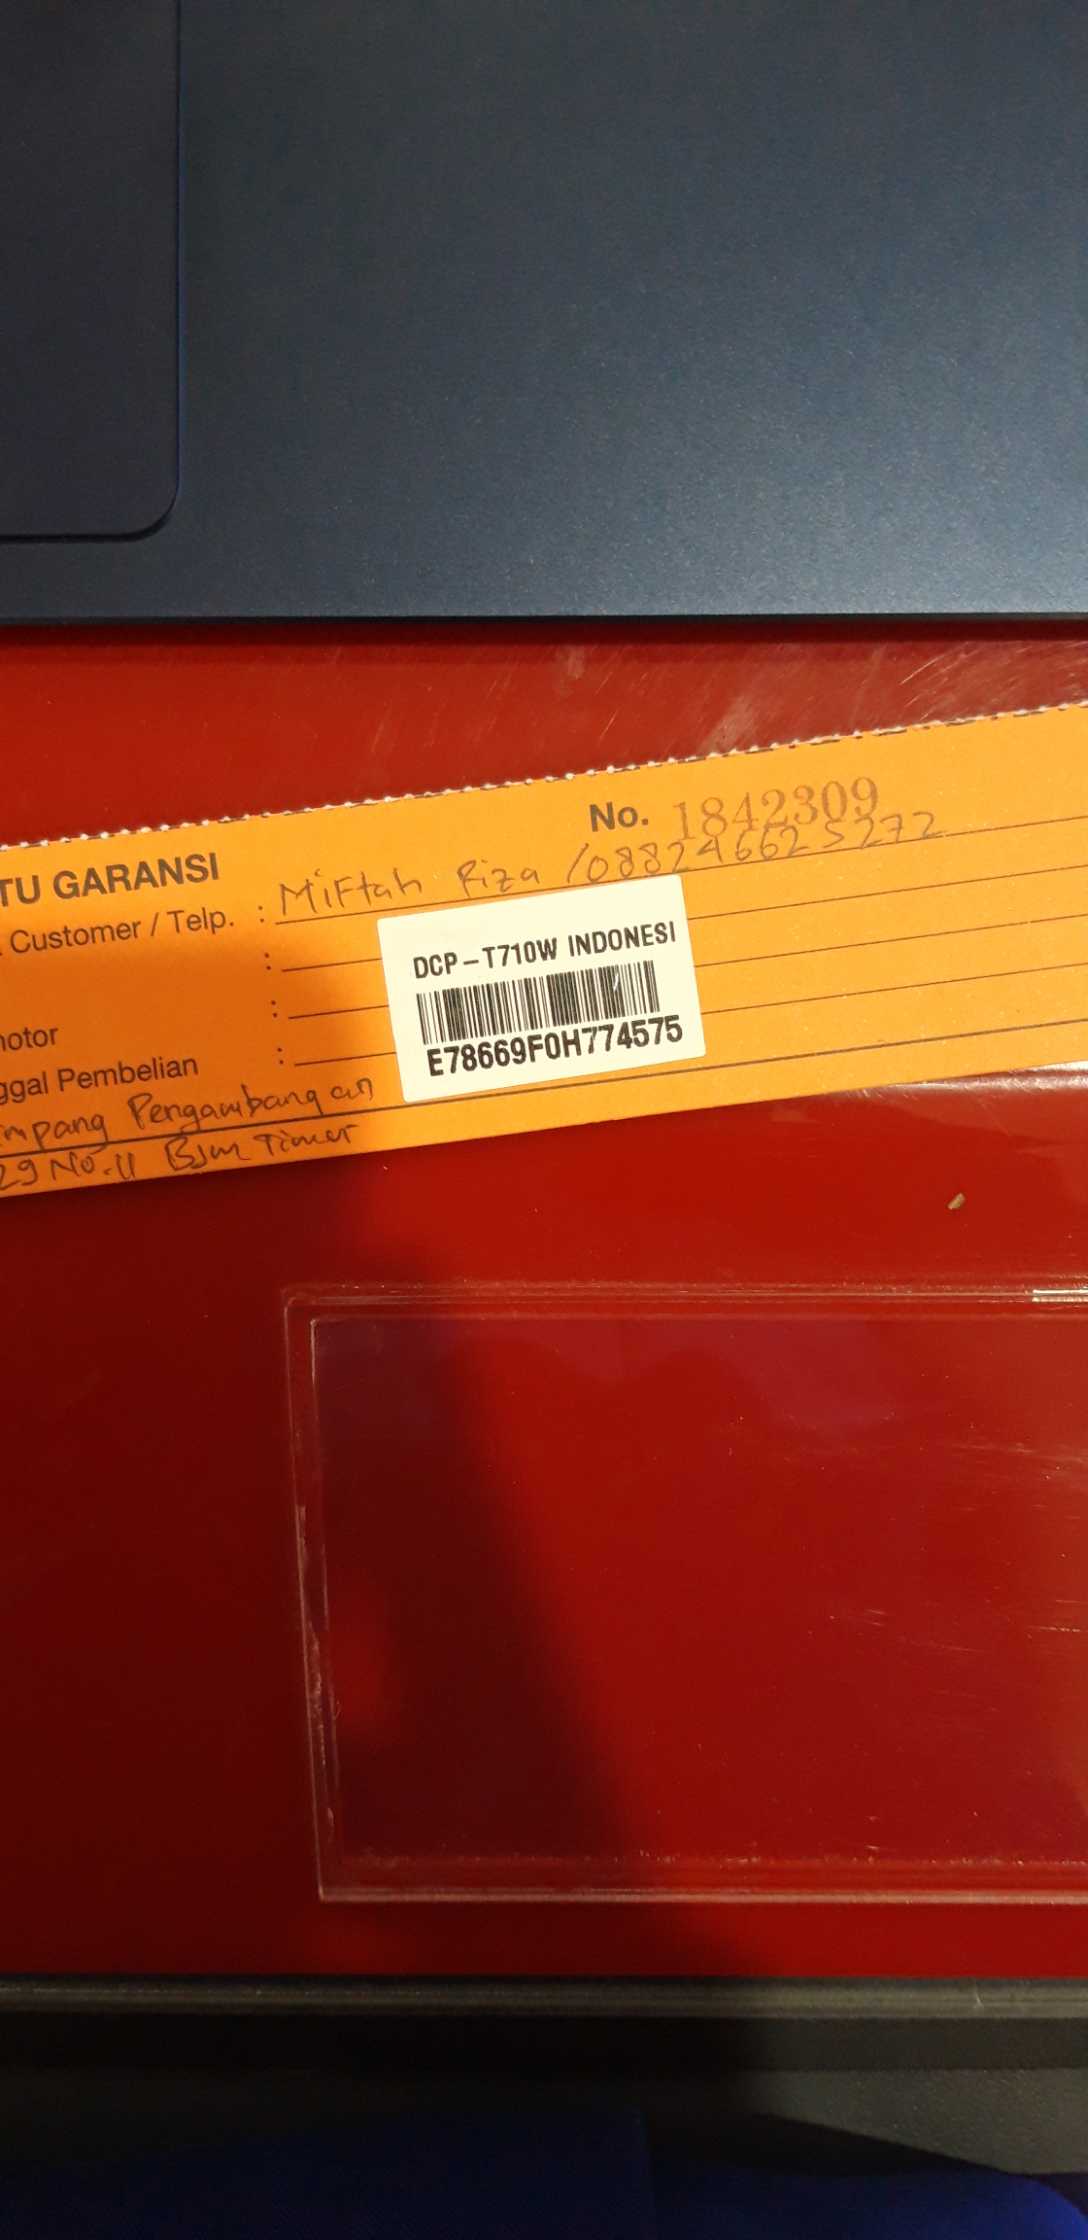 No. 1842309
TU GARANSI
Customer / Telp. : Miftah Riza / 088246625272
:
DCP-T710W INDONESI
E78669F0H774575
motor :
ggal Pembelian :
mpang Pengambangan
29 No.11 Bjm Timur